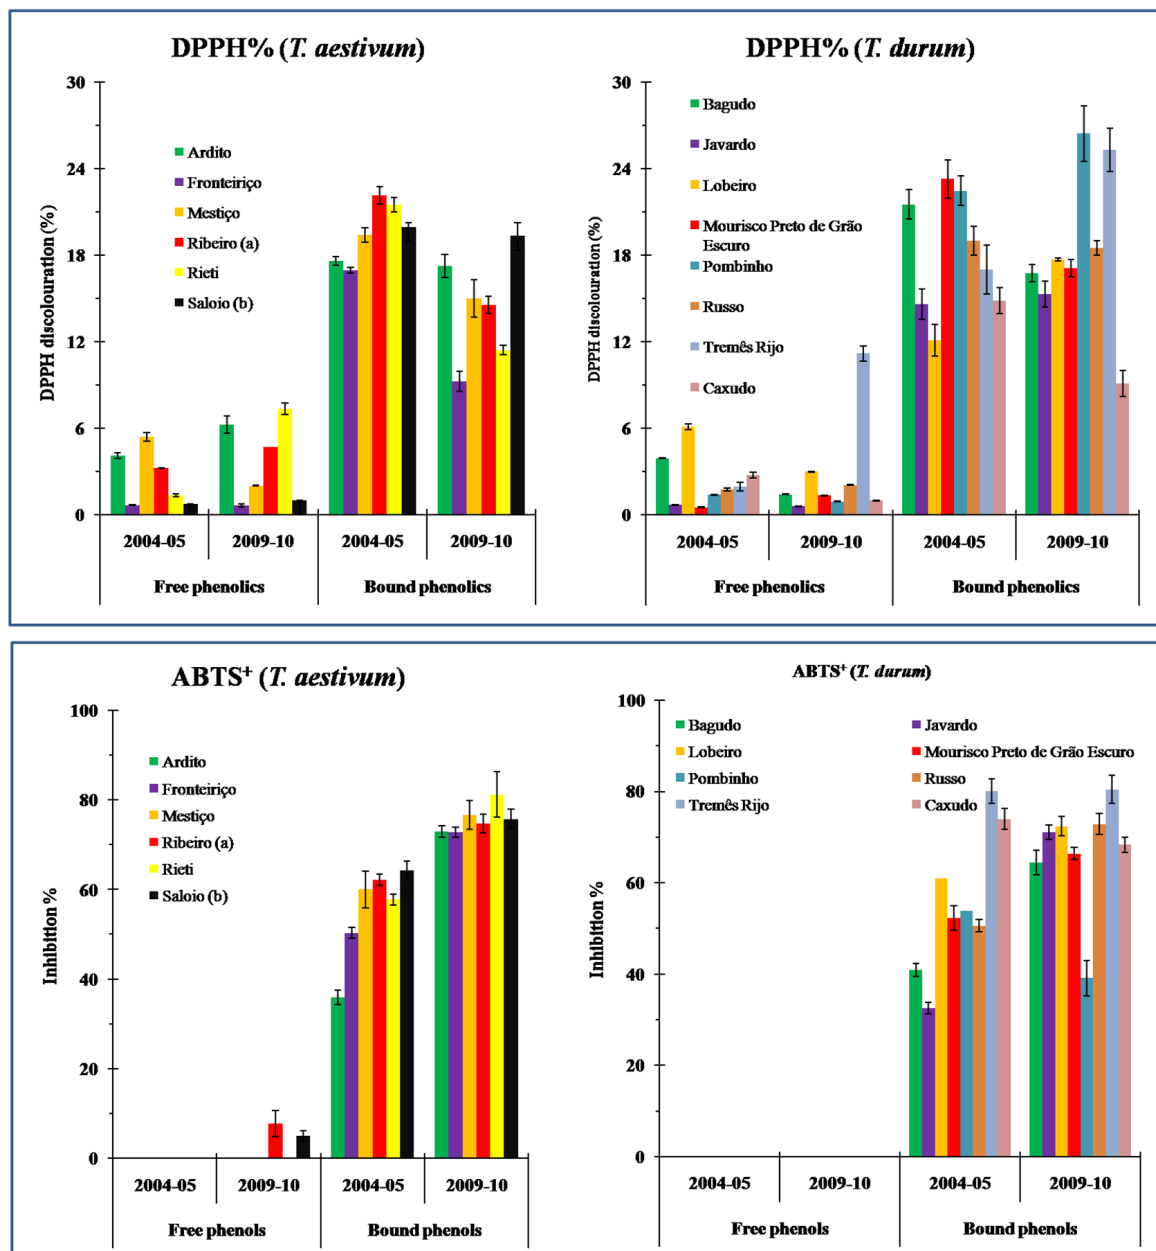 DPPH% (T. aestivum)
30
24
18
12
6
0
DPPH discolouration (%)
Ardito
Fronteiriço
Mestiço
Ribeiro (a)
Rieti
Saloio (b)
2004-05
2009-10
2004-05
2009-10
Free phenolics
Bound phenolics
DPPH% (T. durum)
30
24
18
12
6
0
DPPH discolouration (%)
Bagudo
Javardo
Lobeiro
Mourisco Preto de Grão
Escuro
Pombinho
Russo
Tremês Rijo
Caxudo
2004-05
2009-10
2004-05
2009-10
Free phenolics
Bound phenolics
ABTS⁺ (T. aestivum)
100
80
60
40
20
0
Inhibition %
Ardito
Fronteiriço
Mestiço
Ribeiro (a)
Rieti
Saloio (b)
2004-05
2009-10
2004-05
2009-10
Free phenols
Bound phenols
ABTS⁺ (T. durum)
100
80
60
40
20
0
Inhibition %
Bagudo
Javardo
Lobeiro
Mourisco Preto de Grão Escuro
Pombinho
Russo
Tremês Rijo
Caxudo
2004-05
2009-10
2004-05
2009-10
Free phenols
Bound phenols